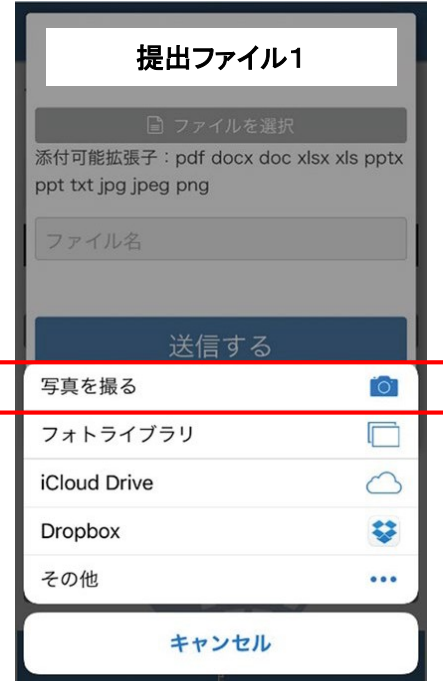 提出ファイル１
ファイルを選択
添付可能拡張子：pdf docx doc xlsx xls pptx
ppt txt jpg jpeg png
ファイル名
送信する
写真を撮る
フォトライブラリ
iCloud Drive
Dropbox
その他
キャンセル